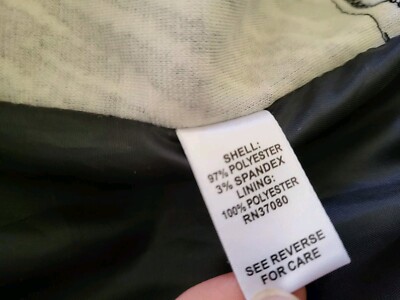 SHELL:
97% POLYESTER
3% SPANDEX
LINING:
100% POLYESTER
RN37080
SEE REVERSE
FOR CARE